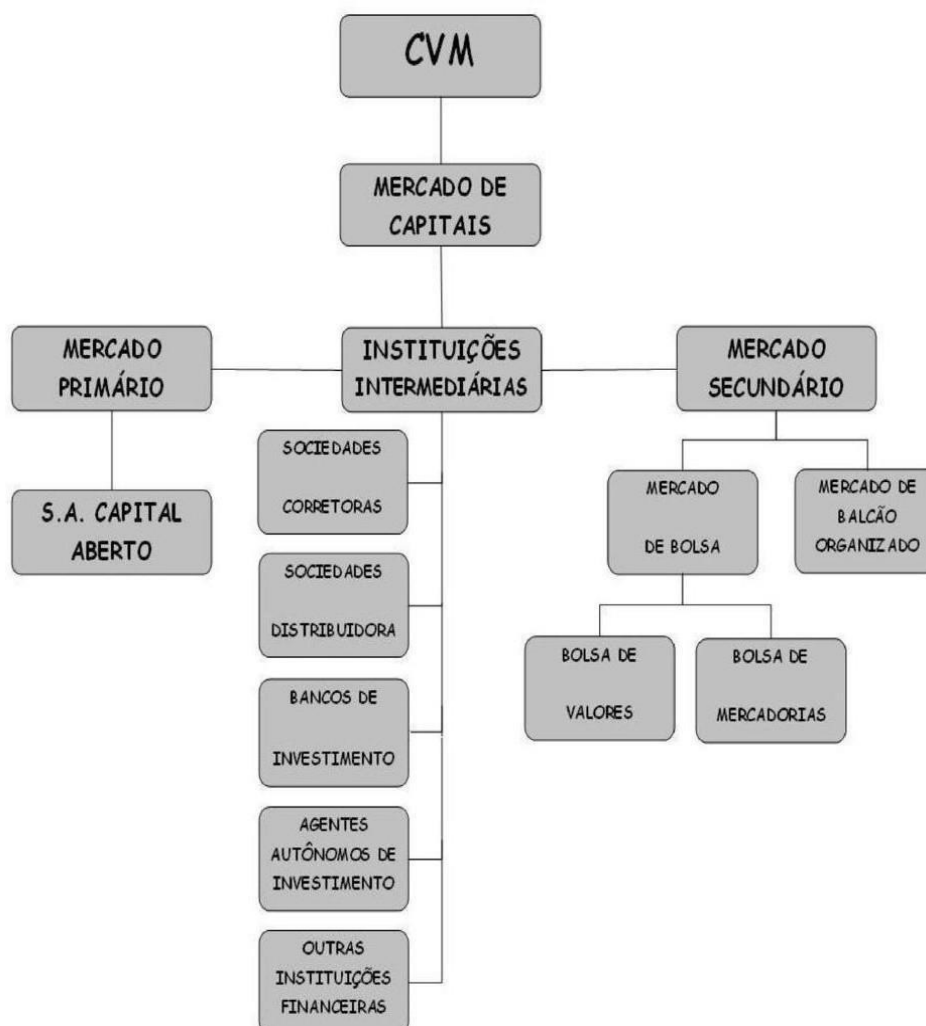 CVM
MERCADO DE
CAPITAIS
MERCADO
PRIMÁRIO
INSTITUIÇÕES
INTERMEDIÁRIAS
MERCADO
SECUNDÁRIO
S.A. CAPITAL
ABERTO
SOCIEDADES
CORRETORAS
SOCIEDADES
DISTRIBUIDORA
BANCOS DE
INVESTIMENTO
AGENTES
AUTÔNOMOS DE
INVESTIMENTO
OUTRAS
INSTITUIÇÕES
FINANCEIRAS
MERCADO
DE BOLSA
MERCADO DE
BALCÃO
ORGANIZADO
BOLSA DE
VALORES
BOLSA DE
MERCADORIAS